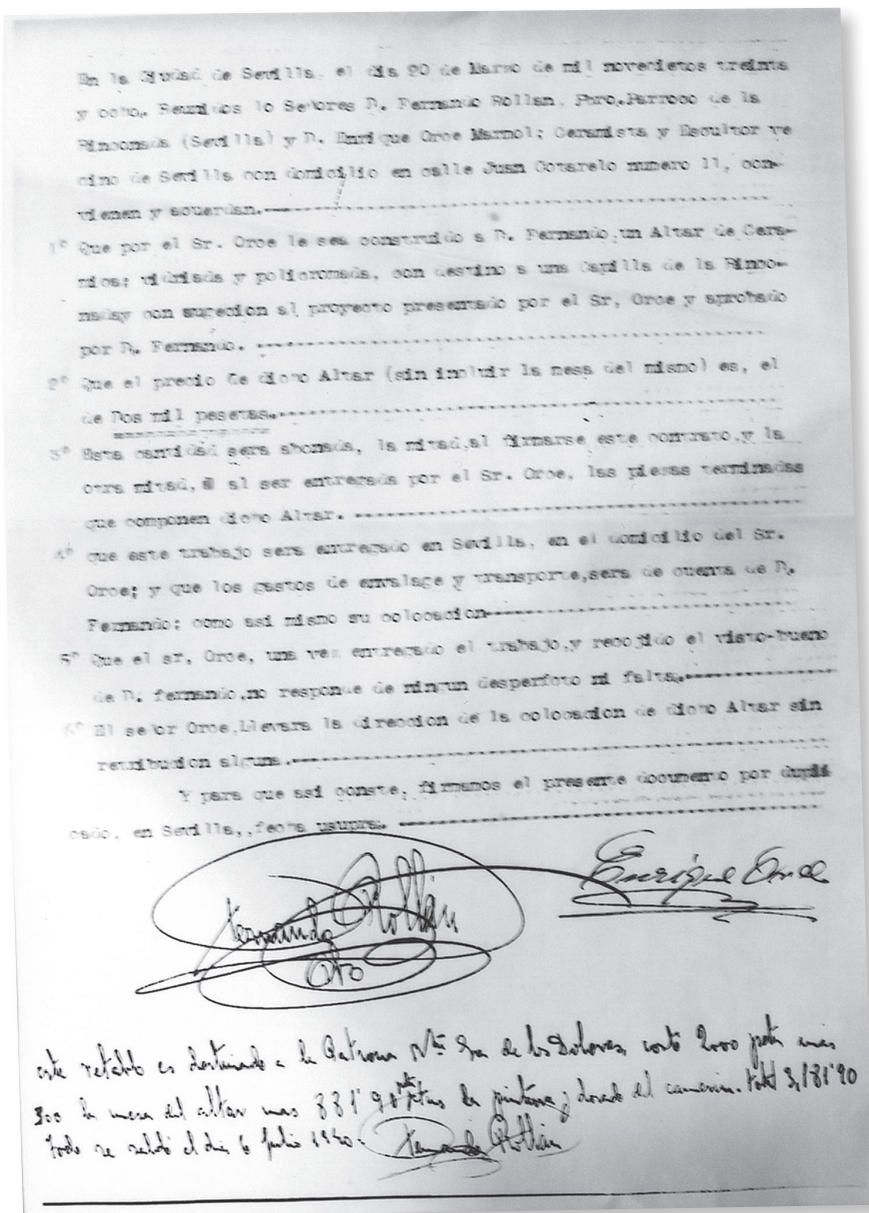 En la Ciudad de Sevilla, el dia 20 de Marzo de mil novecietos treinta
y ocho, Reunidos lo Señores D. Fernando Rollan, Pbro.Parroco de la
Rinconada (Sevilla) y D. Enrique Orce Marmol; Ceramista y Escultor ve
cino de Sevilla con domicilio en calle Juan Cotarelo numero 11, con-
vienen y acuerdan.
1º Que por el Sr. Orce le sea construido a D. Fernando,un Altar de Cera-
mica; vidriada y policromada, con destino a una Capilla de la Rinco-
naday con sugecion al proyecto presentado por el Sr, Orce y aprobado
por D. Fernando.
2º Que el precio de dicho Altar (sin incluir la mesa del mismo) es, el
de Dos mil pesetas.
3º Esta cantidad sera abonada, la mitad,al firmarse este contrato,y la
otra mitad, al ser entregada por el Sr. Orce, las piezas terminadas
que componen dicho Altar.
4º que este trabajo sera entregado en Sevilla, en el domicilio del Sr.
Orce; y que los gastos de envalage y transporte,sera de cuenta de D.
Fernando; como asi mismo su colocacion
5º Que el sr, Orce, una vez entregado el trabajo,y recojido el visto-bueno
de D. fernando,no responde de ningun desperfoto ni falta.
6º El señor Orce,Llevara la direccion de la colocacion de dicho Altar sin
retribucion alguna.
Y para que asi conste, firmamos el presente documento por dupli
cado, en Sevilla,,fecha usupra.
Enrique Orce
Fernando Rollán
Pbro
este retablo es destinado a la Patrona Ntra Sra de los Dolores, costó 2000 ptas mas
300 la mesa del altar mas 881'90 ptas de pintura y dorado del camarin. total 3,181'90
todo se saldó el dia 6 Julio 1940. Fernando Rollán